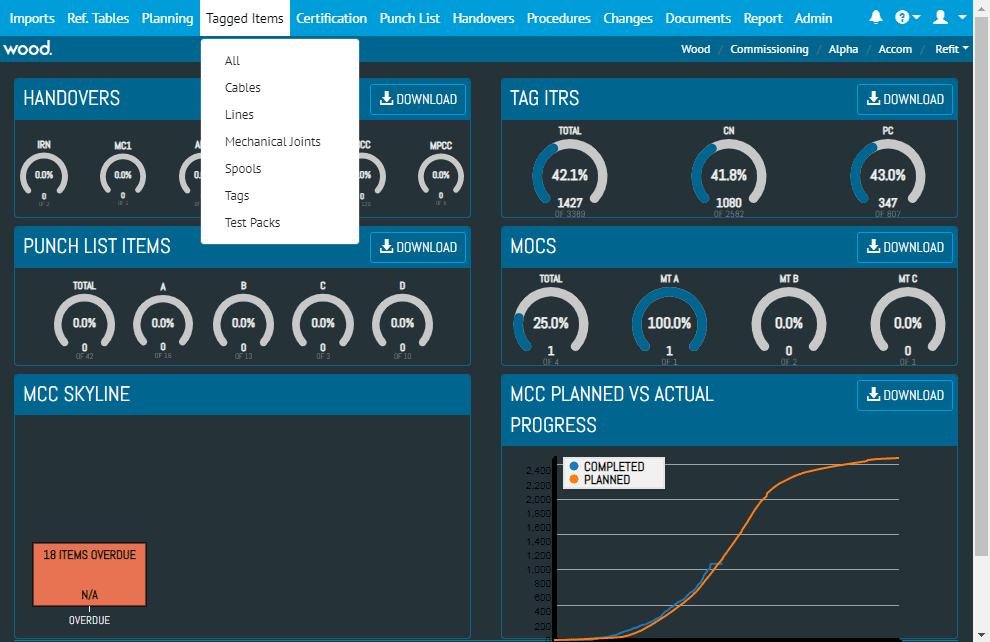 Imports Ref. Tables Planning Tagged Items Certification Punch List Handovers Procedures Changes Documents Report Admin
wood. Wood / Commissioning / Alpha / Accom / Refit
All
Cables
Lines
Mechanical Joints
Spools
Tags
Test Packs
HANDOVERS DOWNLOAD
IRN MC1 MPCC
0.0% 0.0% 0.0%
0 0 0
OF 2 OF 1
TAG ITRS DOWNLOAD
TOTAL CN PC
42.1% 41.8% 43.0%
1427 1080 347
OF 3389 OF 2582 OF 807
PUNCH LIST ITEMS DOWNLOAD
TOTAL A B C D
0.0% 0.0% 0.0% 0.0% 0.0%
0 0 0 0 0
OF 42 OF 16 OF 13 OF 3 OF 10
MOCS DOWNLOAD
TOTAL MT A MT B MT C
25.0% 100.0% 0.0% 0.0%
1 1 0 0
OF 4 OF 1 OF 2 OF 1
MCC SKYLINE
18 ITEMS OVERDUE
N/A
OVERDUE
MCC PLANNED VS ACTUAL
PROGRESS
DOWNLOAD
COMPLETED
PLANNED
2,400
2,200
2,000
1,800
1,600
1,400
1,200
1,000
800
600
400
200